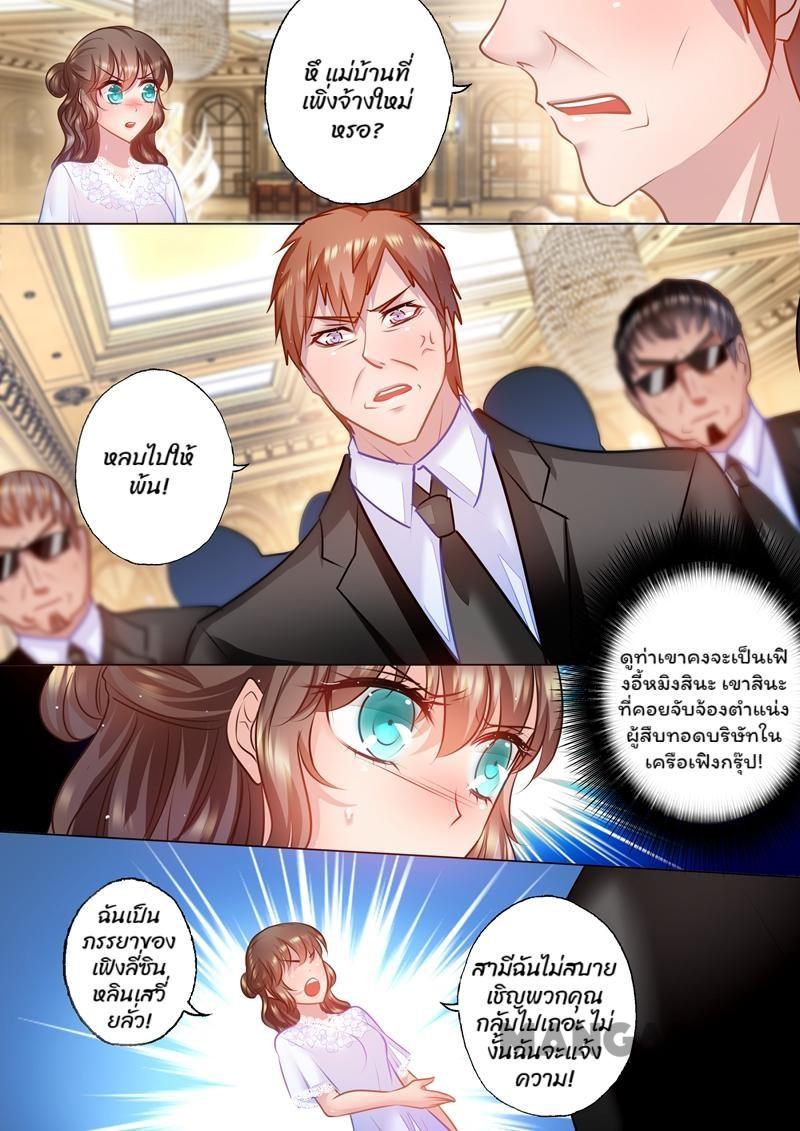 หึ แม่บ้านที่
เพิ่งจ้างใหม่
หรอ?
หลบไปให้
พ้น!
ดูท่าเขาคงจะเป็นเฟิ
งอี้หมิงสินะ เขาสินะ
ที่คอยจับจ้องตำแน่ง
ผู้สืบทอดบริษัทใน
เครือเฟิงกรุ๊ป!
ฉันเป็น
ภรรยาของ
เฟิงลี่ซิน
หลินเสวี่
ยลั่ว!
สามีฉันไม่สบาย
เชิญพวกคุณ
กลับไปเถอะ ไม่
งั้นฉันจะแจ้ง
ความ!